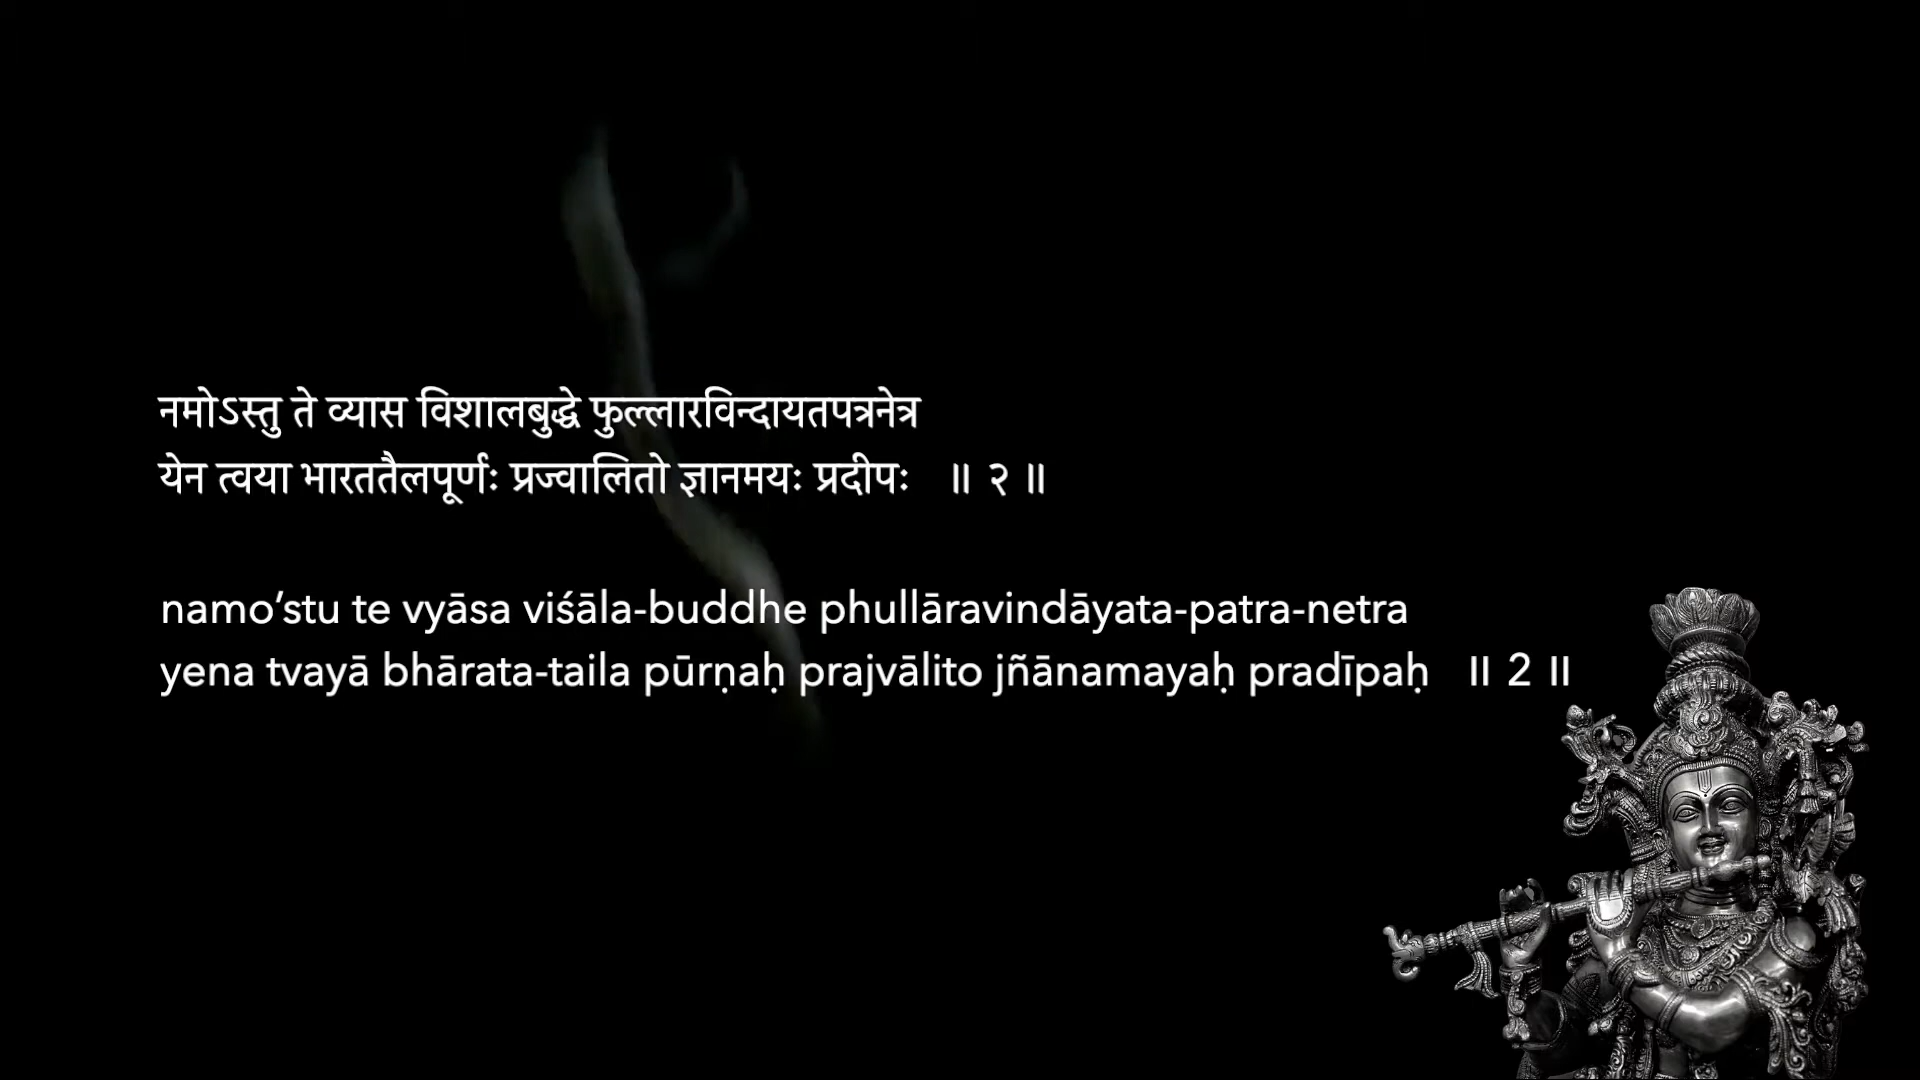 नमोऽस्तु ते व्यास विशालबुद्धे फुल्लारविन्दायतपत्रनेत्र
येन त्वया भारततैलपूर्णः प्रज्वालितो ज्ञानमयः प्रदीपः ॥ २ ॥
namo’stu te vyāsa viśāla-buddhe phullāravindāyata-patra-netra
yena tvayā bhārata-taila pūrṇaḥ prajvālito jñānamayaḥ pradīpaḥ ॥ 2 ॥